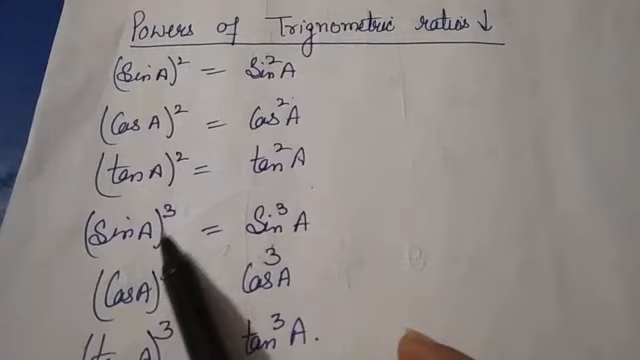 Powers of Trignometric ratios ↓
(Sin A)² = Sin²A
(Cos A)² = Cos²A
(tan A)² = tan²A
(Sin A)³ = Sin³A
(Cos A) Cos³A
A)³ tan³A.